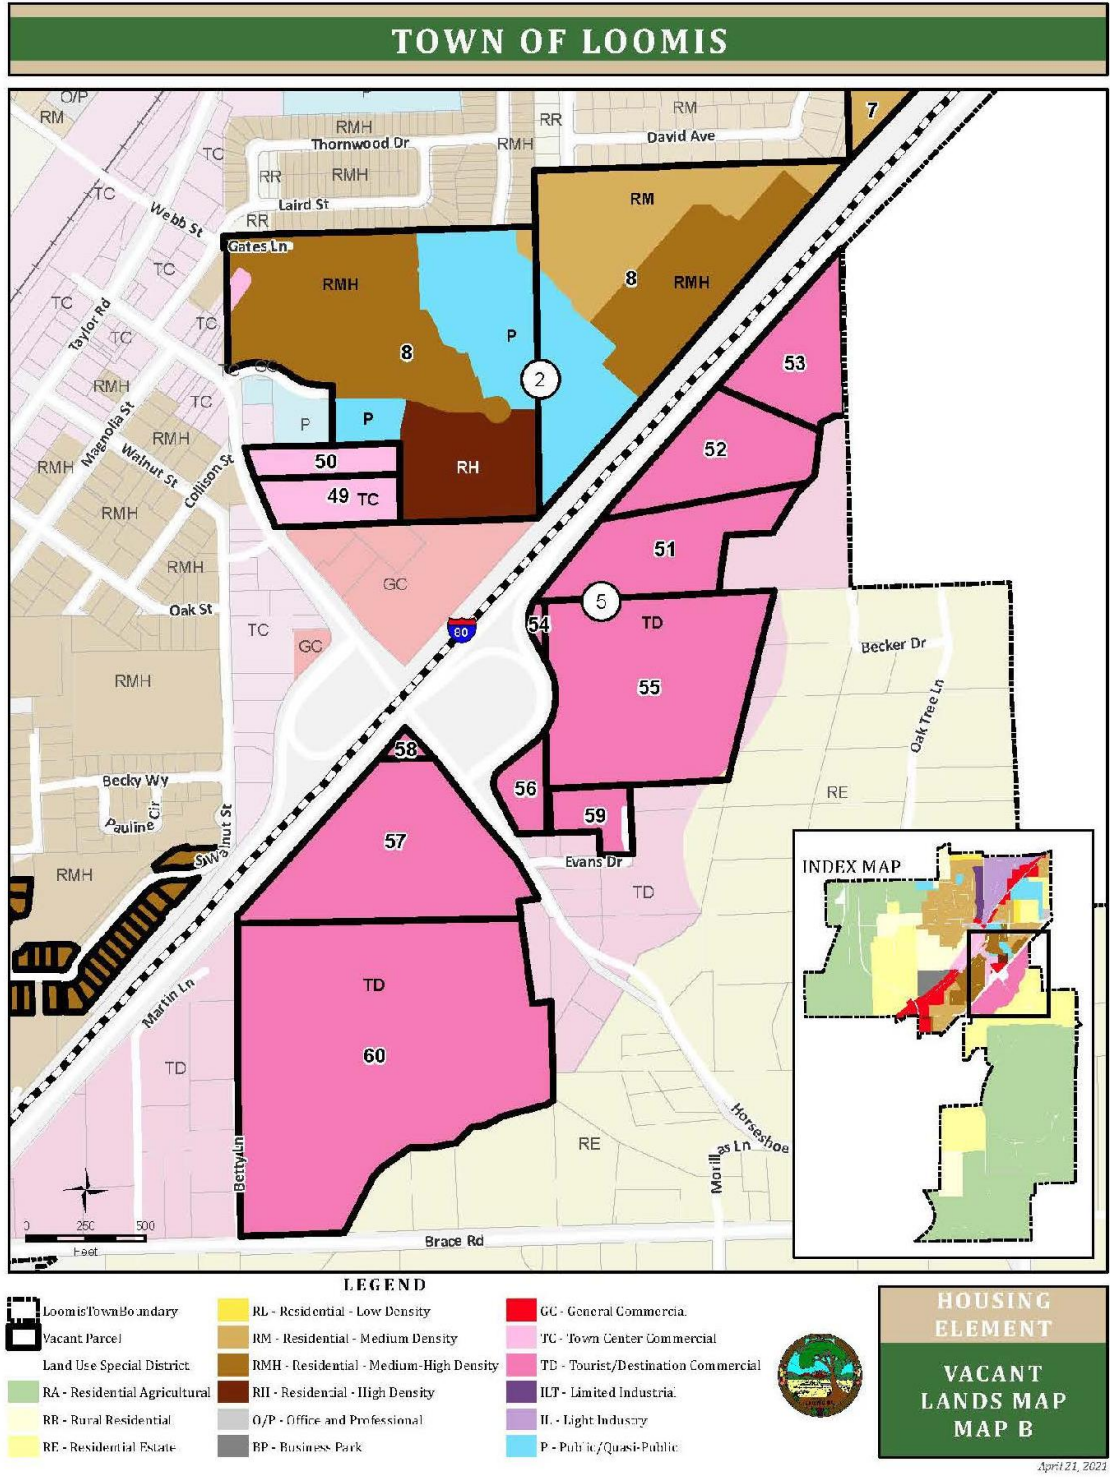 TOWN OF LOOMIS
O/P
RM
TC
TC
Webb St
TC
TC
Taylor Rd
TC
TC
RMH
Magnolia St
RMH
TC
RMH
Walnut St
Collison St
RMH
RMH
Oak St
P
RMH
Thornwood Dr
RMH
RR
RMH
Laird St
RR
Gates Ln
RR
RM
David Ave
7
RM
8
RMH
RMH
8
P
2
TC
GC
P
P
50
49 TC
RH
GC
80
TC
GC
RMH
53
52
51
5
54
TD
55
Becker Dr
Oak Tree Ln
RE
58
56
59
Evans Dr
57
TD
Becky Wy
Pauline Cir
S Walnut St
RMH
Martin Ln
TD
TD
60
Betty Ln
RE
Horseshoe
Morillas Ln
Brace Rd
0 250 500
Feet
INDEX MAP
LEGEND
LoomisTownBoundary
Vacant Parcel
Land Use Special District
RA - Residential Agricultural
RR - Rural Residential
RE - Residential Estate
RL - Residential - Low Density
RM - Residential - Medium Density
RMH - Residential - Medium-High Density
RH - Residential - High Density
O/P - Office and Professional
BP - Business Park
GC - General Commercial
TC - Town Center Commercial
TD - Tourist/Destination Commercial
ILT - Limited Industrial
IL - Light Industry
P - Public/Quasi-Public
HOUSING
ELEMENT
VACANT
LANDS MAP
MAP B
April 21, 2021